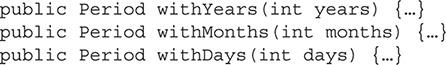 public Period withYears(int years) {…}
public Period withMonths(int months) {…}
public Period withDays(int days) {…}